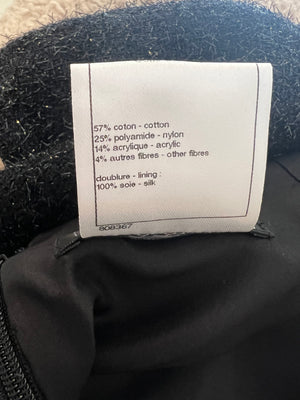 57% coton - cotton
25% polyamide - nylon
14% acrylique - acrylic
4% autres fibres - other fibres
doublure - lining :
100% soie - silk
808367